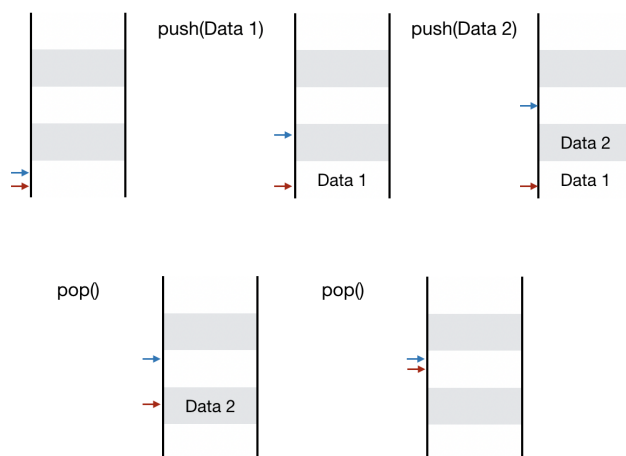 push(Data 1)
push(Data 2)
Data 1
Data 2
Data 1
pop()
pop()
Data 2